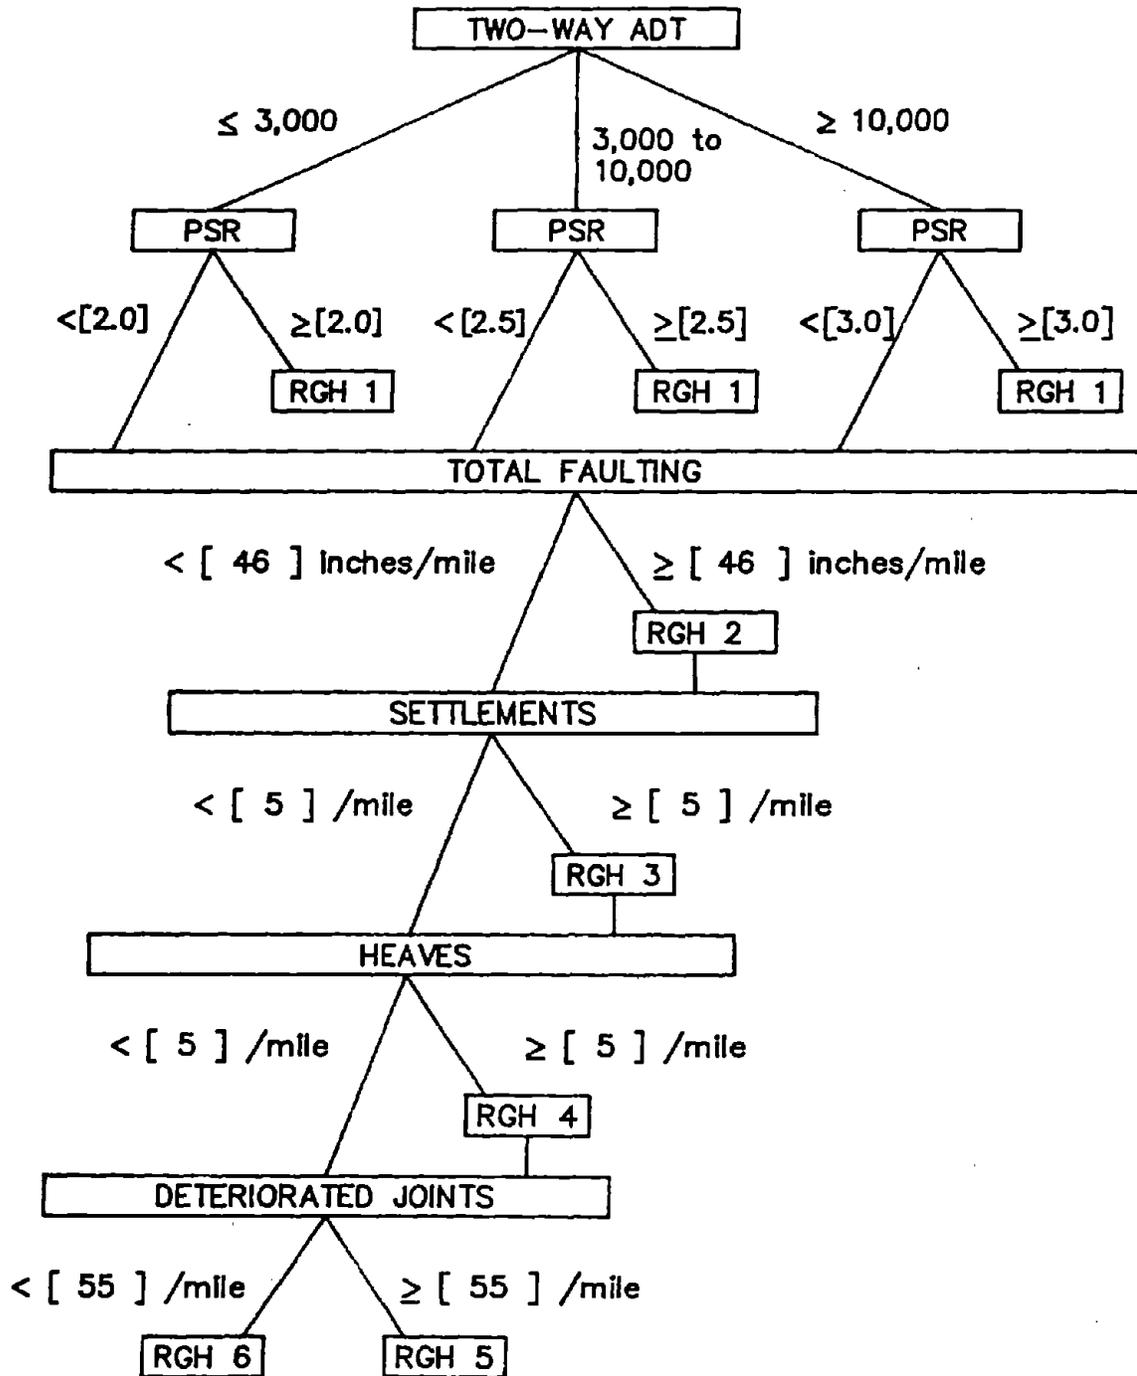 TWO-WAY ADT
≤ 3,000
3,000 to
10,000
≥ 10,000
PSR
PSR
PSR
<[2.0]
≥[2.0]
<[2.5]
≥[2.5]
<[3.0]
≥[3.0]
RGH 1
RGH 1
RGH 1
TOTAL FAULTING
< [ 46 ] inches/mile
≥ [ 46 ] inches/mile
RGH 2
SETTLEMENTS
< [ 5 ] /mile
≥ [ 5 ] /mile
RGH 3
HEAVES
< [ 5 ] /mile
≥ [ 5 ] /mile
RGH 4
DETERIORATED JOINTS
< [ 55 ] /mile
≥ [ 55 ] /mile
RGH 6
RGH 5